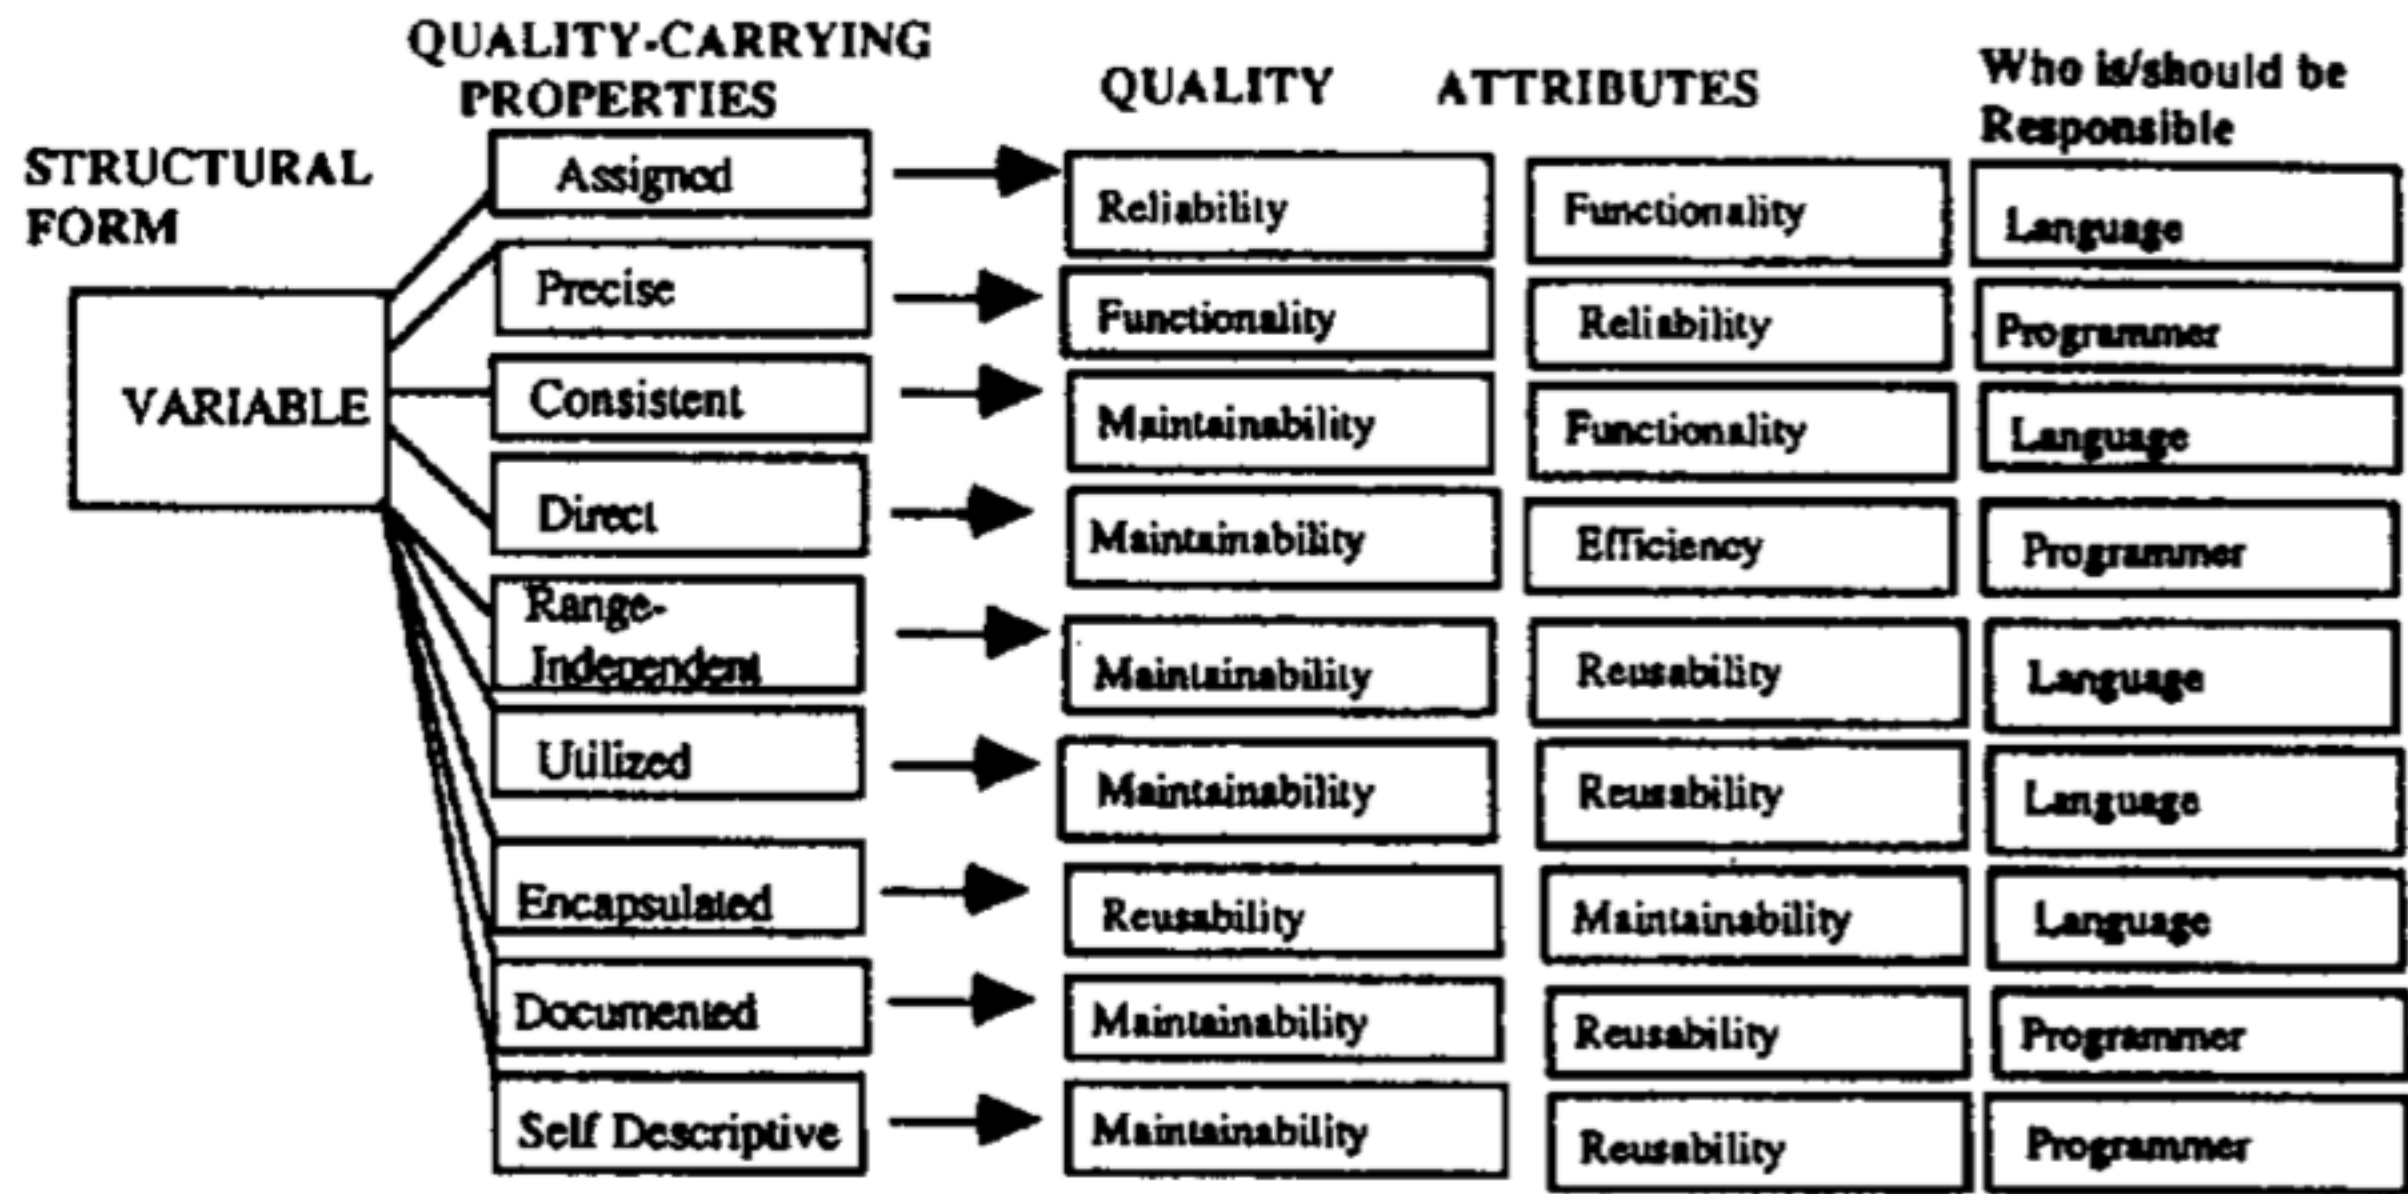 QUALITY-CARRYING
PROPERTIES
QUALITY ATTRIBUTES
Who is/should be
Responsible
STRUCTURAL
FORM
VARIABLE
Assigned
Reliability
Functionality
Language
Precise
Functionality
Reliability
Programmer
Consistent
Maintainability
Functionality
Language
Direct
Maintainability
Efficiency
Programmer
Range-
Independent
Maintainability
Reusability
Language
Utilized
Maintainability
Reusability
Language
Encapsulated
Reusability
Maintainability
Language
Documented
Maintainability
Reusability
Programmer
Self Descriptive
Maintainability
Reusability
Programmer